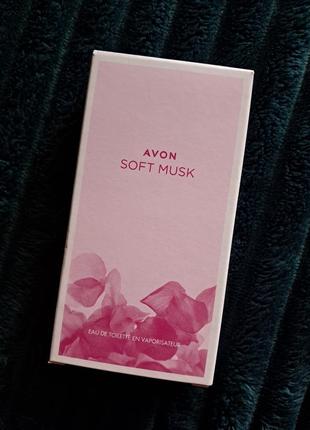 AVON
SOFT MUSK
EAU DE TOILETTE EN VAPORISATEUR